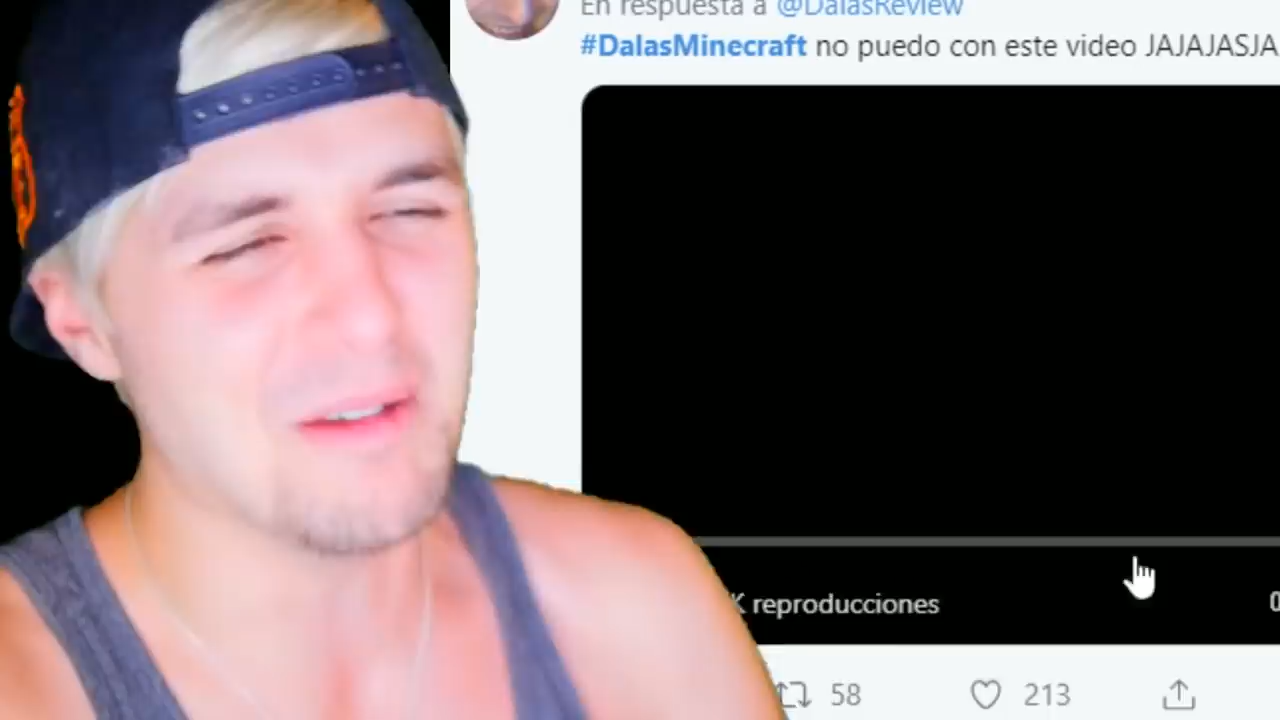 En respuesta a @DalasReview
#DalasMinecraft no puedo con este video JAJAJASJA
K reproducciones
58
213